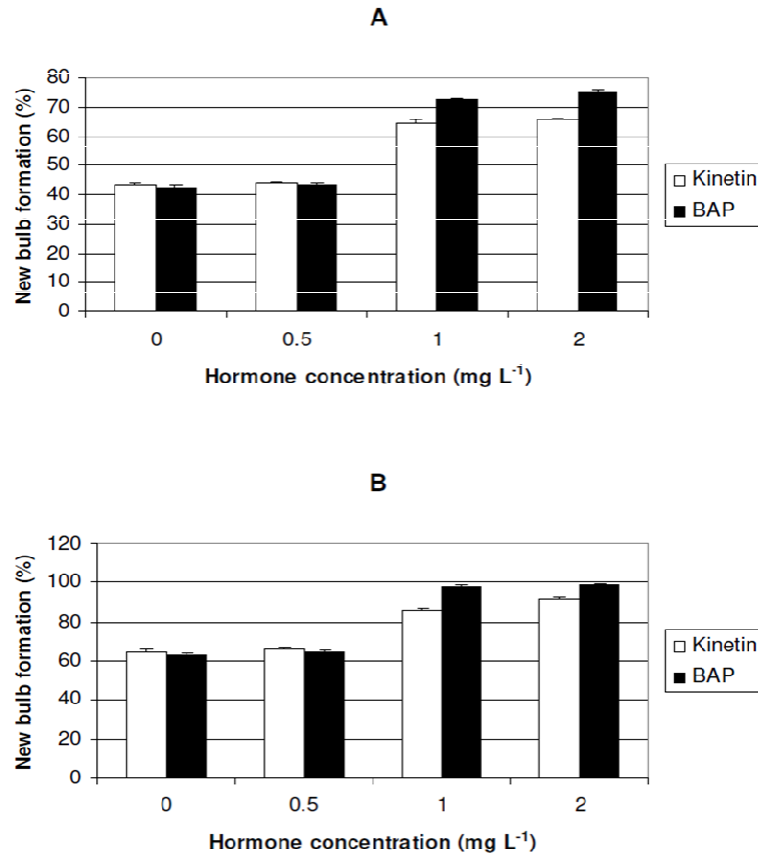 A
New bulb formation (%)
80
70
60
50
40
30
20
10
0
0 0.5 1 2
Hormone concentration (mg L-1)
Kinetin
BAP
B
New bulb formation (%)
120
100
80
60
40
20
0
0 0.5 1 2
Hormone concentration (mg L-1)
Kinetin
BAP